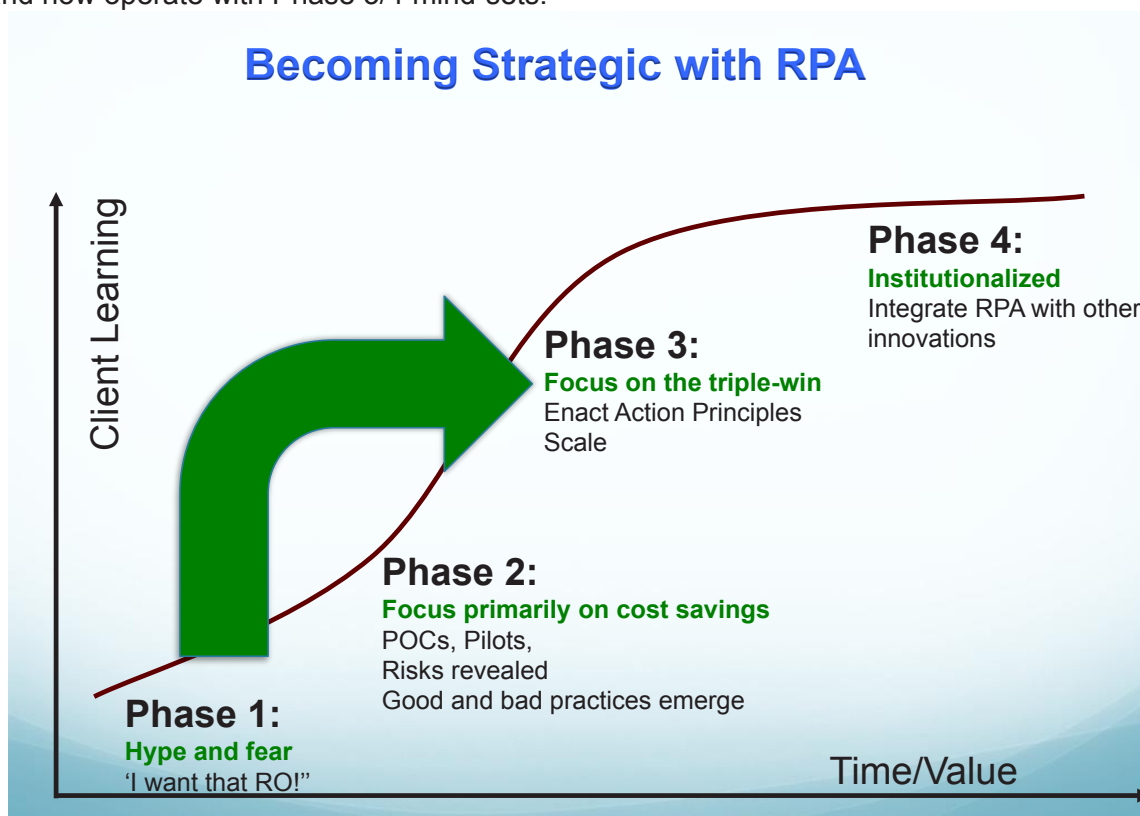 Becoming Strategic with RPA
Client Learning
Phase 4:
Institutionalized
Integrate RPA with other
innovations
Phase 3:
Focus on the triple-win
Enact Action Principles
Scale
Phase 2:
Focus primarily on cost savings
POCs, Pilots,
Risks revealed
Good and bad practices emerge
Phase 1:
Hype and fear
‘I want that RO!’’
Time/Value